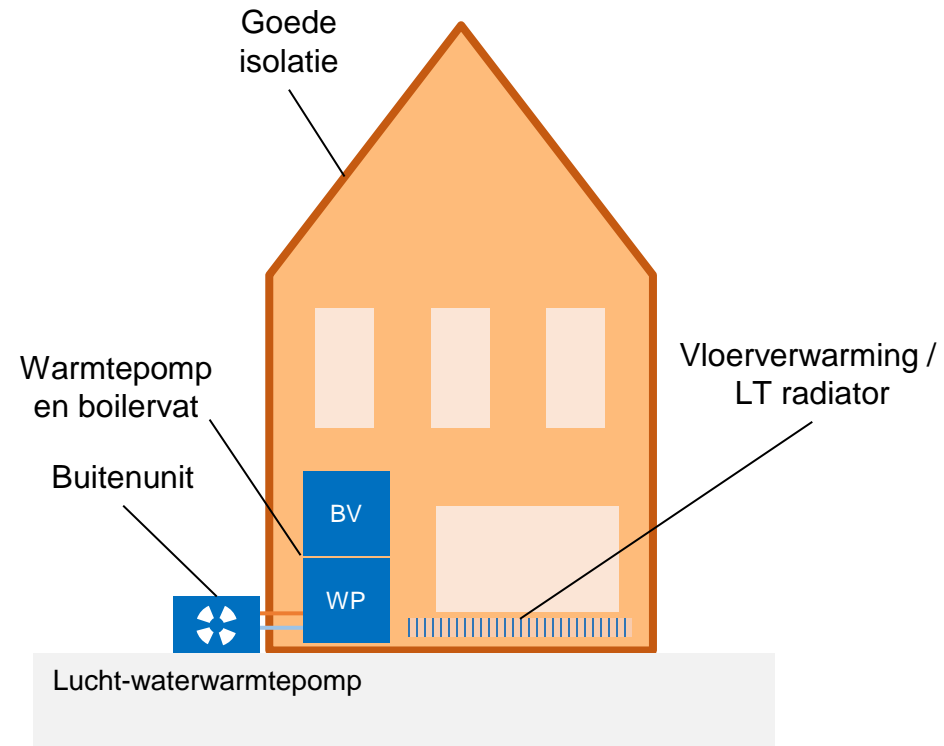 Goede
isolatie
Warmtepomp
en boilervat
Vloerverwarming /
LT radiator
Buitenunit
BV
WP
Lucht-waterwarmtepomp